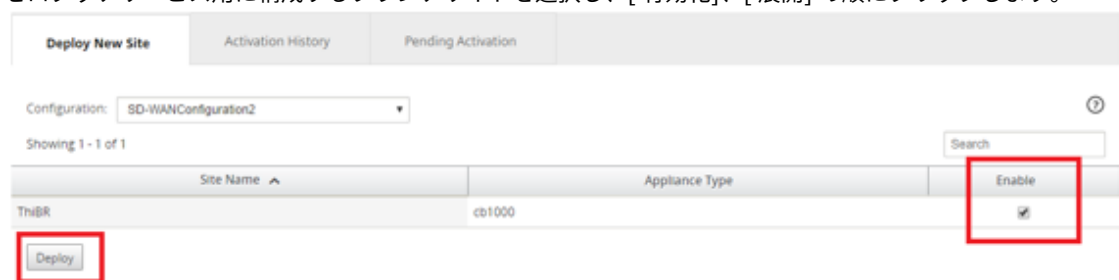 Deploy New Site Activation History Pending Activation
Configuration: SD-WANConfiguration2
Showing 1 - 1 of 1 Search
Site Name Appliance Type Enable
ThiBR cb1000
Deploy